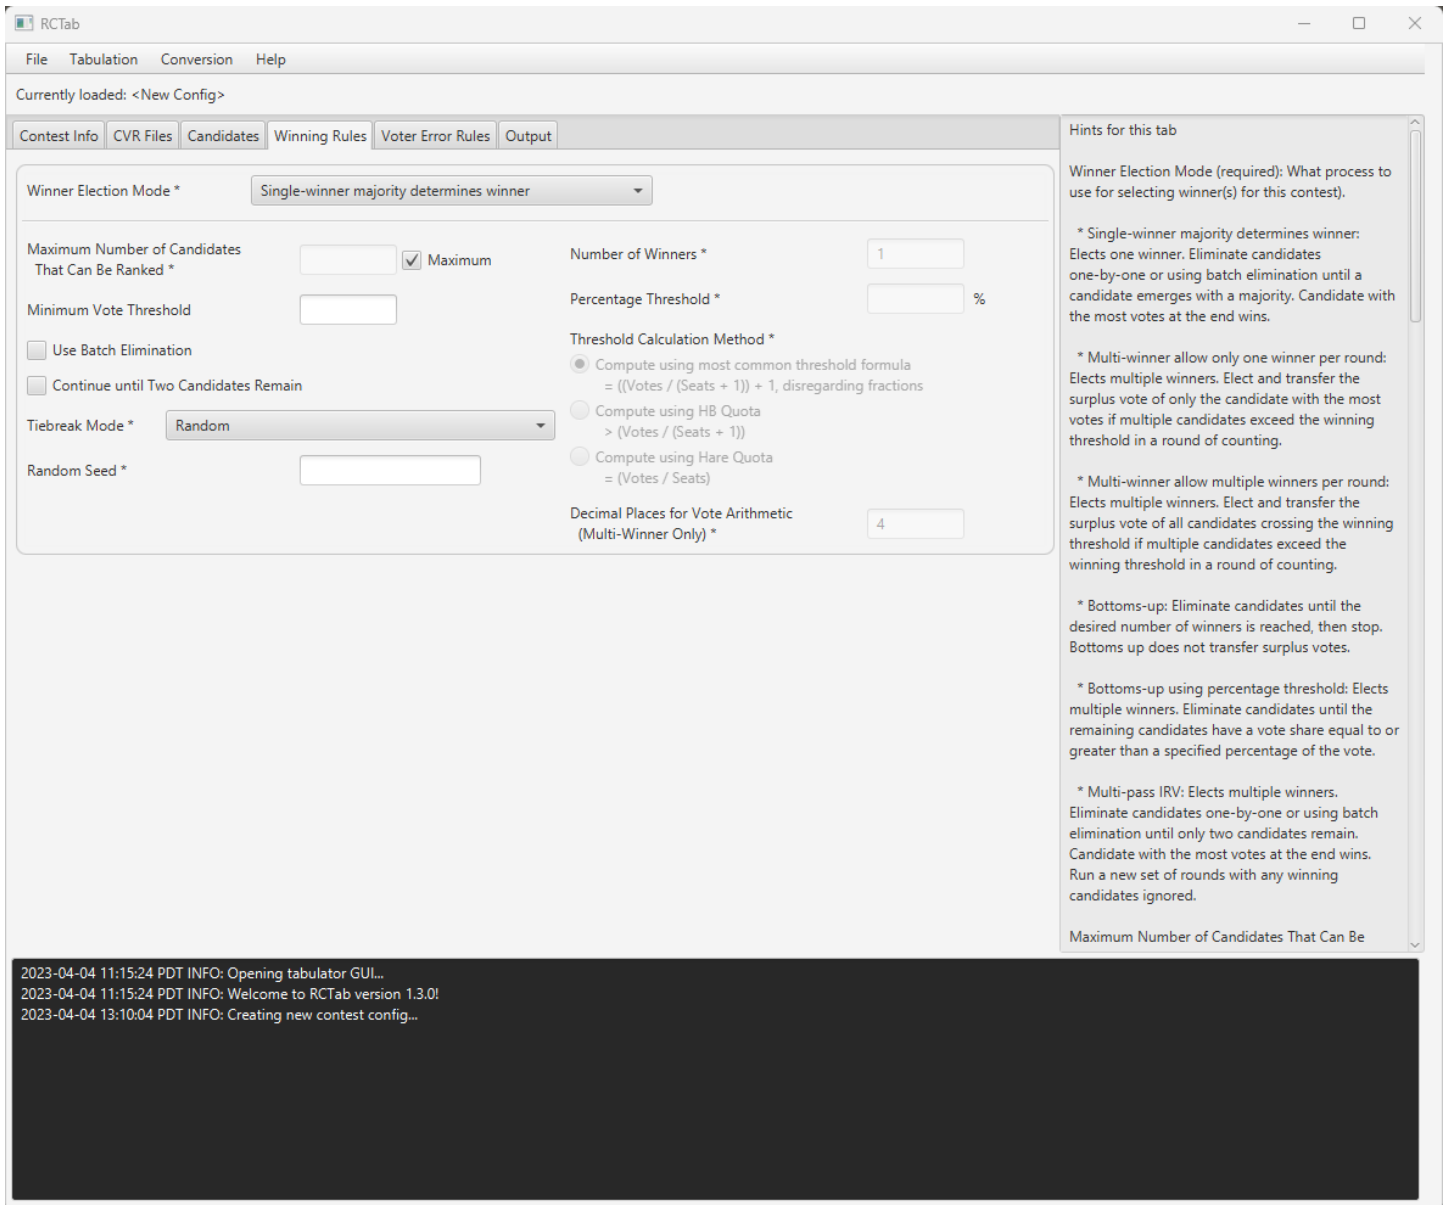 RCTab
File Tabulation Conversion Help
Currently loaded: <New Config>
Contest Info CVR Files Candidates Winning Rules Voter Error Rules Output
Winner Election Mode * Single-winner majority determines winner
Maximum Number of Candidates
That Can Be Ranked * Maximum
Minimum Vote Threshold
Use Batch Elimination
Continue until Two Candidates Remain
Tiebreak Mode * Random
Random Seed *
Number of Winners * 1
Percentage Threshold * %
Threshold Calculation Method *
Compute using most common threshold formula
= ((Votes / (Seats + 1)) + 1, disregarding fractions
Compute using HB Quota
> (Votes / (Seats + 1))
Compute using Hare Quota
= (Votes / Seats)
Decimal Places for Vote Arithmetic
(Multi-Winner Only) * 4
Hints for this tab
Winner Election Mode (required): What process to
use for selecting winner(s) for this contest).
* Single-winner majority determines winner:
Elects one winner. Eliminate candidates
one-by-one or using batch elimination until a
candidate emerges with a majority. Candidate with
the most votes at the end wins.
* Multi-winner allow only one winner per round:
Elects multiple winners. Elect and transfer the
surplus vote of only the candidate with the most
votes if multiple candidates exceed the winning
threshold in a round of counting.
* Multi-winner allow multiple winners per round:
Elects multiple winners. Elect and transfer the
surplus vote of all candidates crossing the winning
threshold if multiple candidates exceed the
winning threshold in a round of counting.
* Bottoms-up: Eliminate candidates until the
desired number of winners is reached, then stop.
Bottoms up does not transfer surplus votes.
* Bottoms-up using percentage threshold: Elects
multiple winners. Eliminate candidates until the
remaining candidates have a vote share equal to or
greater than a specified percentage of the vote.
* Multi-pass IRV: Elects multiple winners.
Eliminate candidates one-by-one or using batch
elimination until only two candidates remain.
Candidate with the most votes at the end wins.
Run a new set of rounds with any winning
candidates ignored.
Maximum Number of Candidates That Can Be
2023-04-04 11:15:24 PDT INFO: Opening tabulator GUI...
2023-04-04 11:15:24 PDT INFO: Welcome to RCTab version 1.3.0!
2023-04-04 13:10:04 PDT INFO: Creating new contest config...